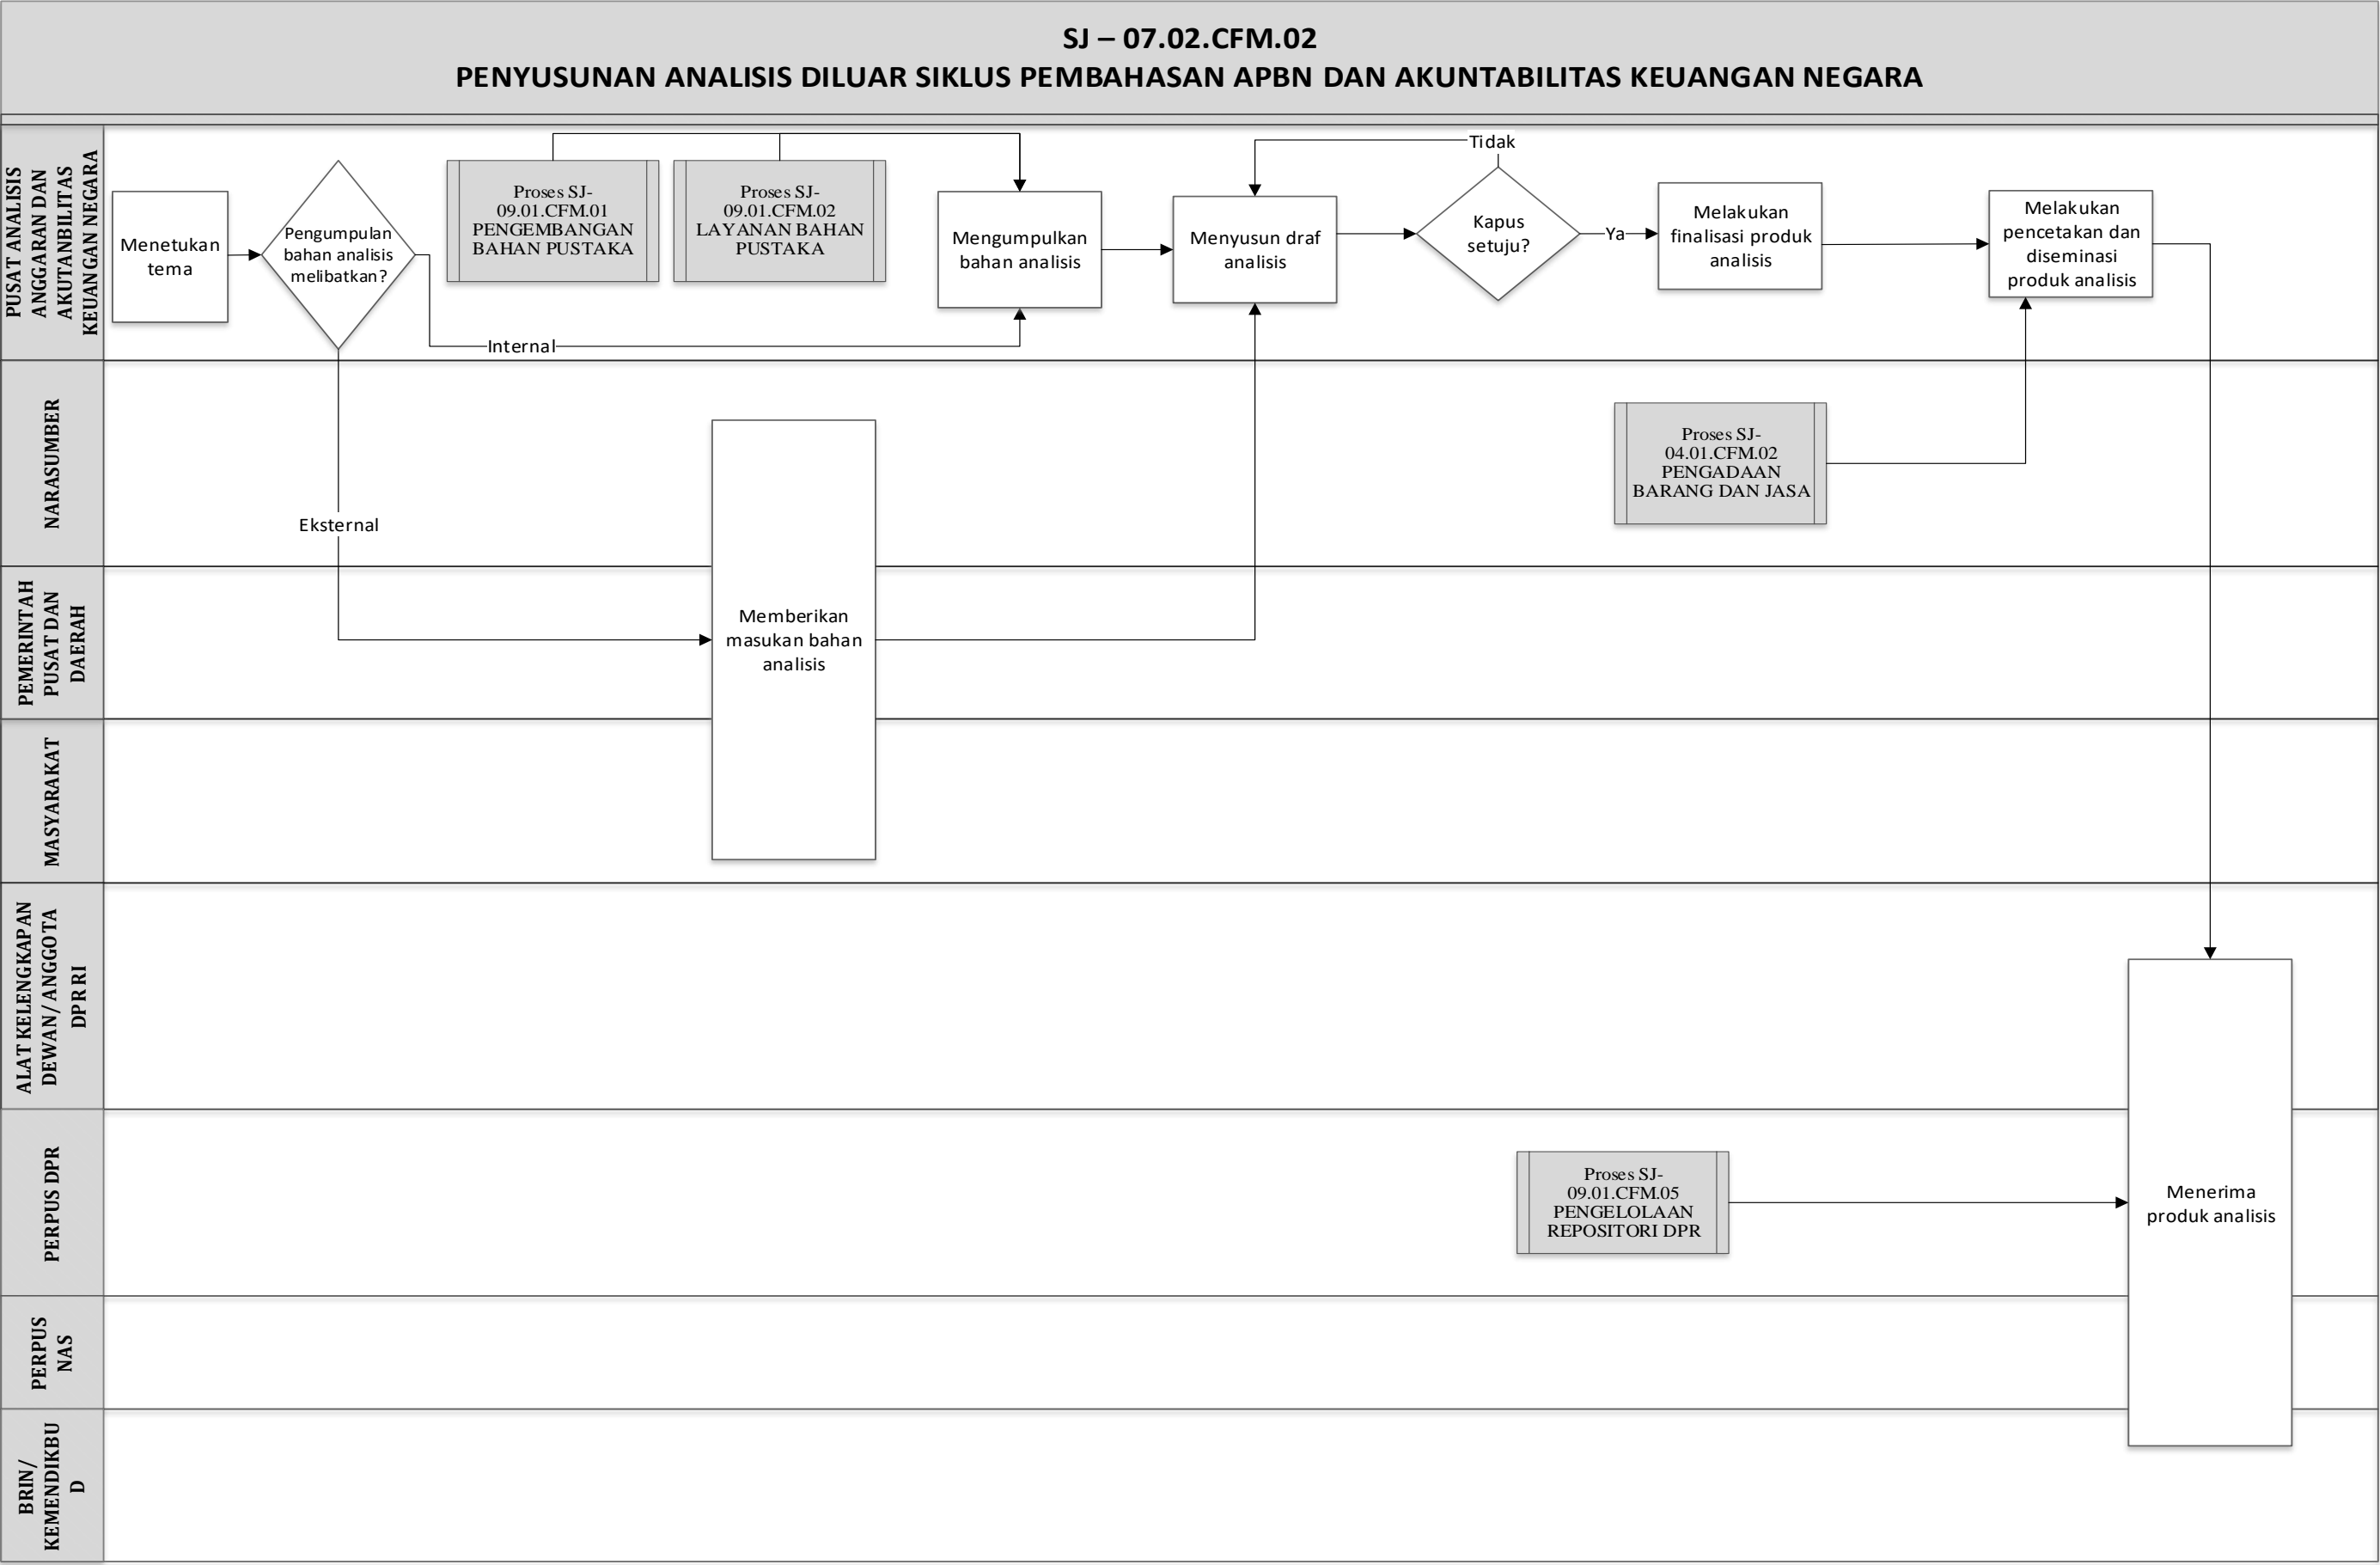 SJ – 07.02.CFM.02
PENYUSUNAN ANALISIS DILUAR SIKLUS PEMBAHASAN APBN DAN AKUNTABILITAS KEUANGAN NEGARA
PUSAT ANALISIS
ANGGARAN DAN
AKUTANBILITAS
KEUANGAN NEGARA
Menetukan
tema
Pengumpulan
bahan analisis
melibatkan?
Proses SJ-
09.01.CFM.01
PENGEMBANGAN
BAHAN PUSTAKA
Proses SJ-
09.01.CFM.02
LAYANAN BAHAN
PUSTAKA
Internal
Mengumpulkan
bahan analisis
Menyusun draf
analisis
Tidak
Kapus
setuju?
Ya
Melakukan
finalisasi produk
analisis
Melakukan
pencetakan dan
diseminasi
produk analisis
NARASUMBER
Eksternal
Proses SJ-
04.01.CFM.02
PENGADAAN
BARANG DAN JASA
PEMERINTAH
PUSAT DAN
DAERAH
Memberikan
masukan bahan
analisis
MASYARAKAT
ALAT KELENGKAPAN
DEWAN/ ANGGOTA
DPR RI
PERPUS DPR
Proses SJ-
09.01.CFM.05
PENGELOLAAN
REPOSITORI DPR
Menerima
produk analisis
PERPUS
NAS
BRIN/
KEMENDIKBU
D